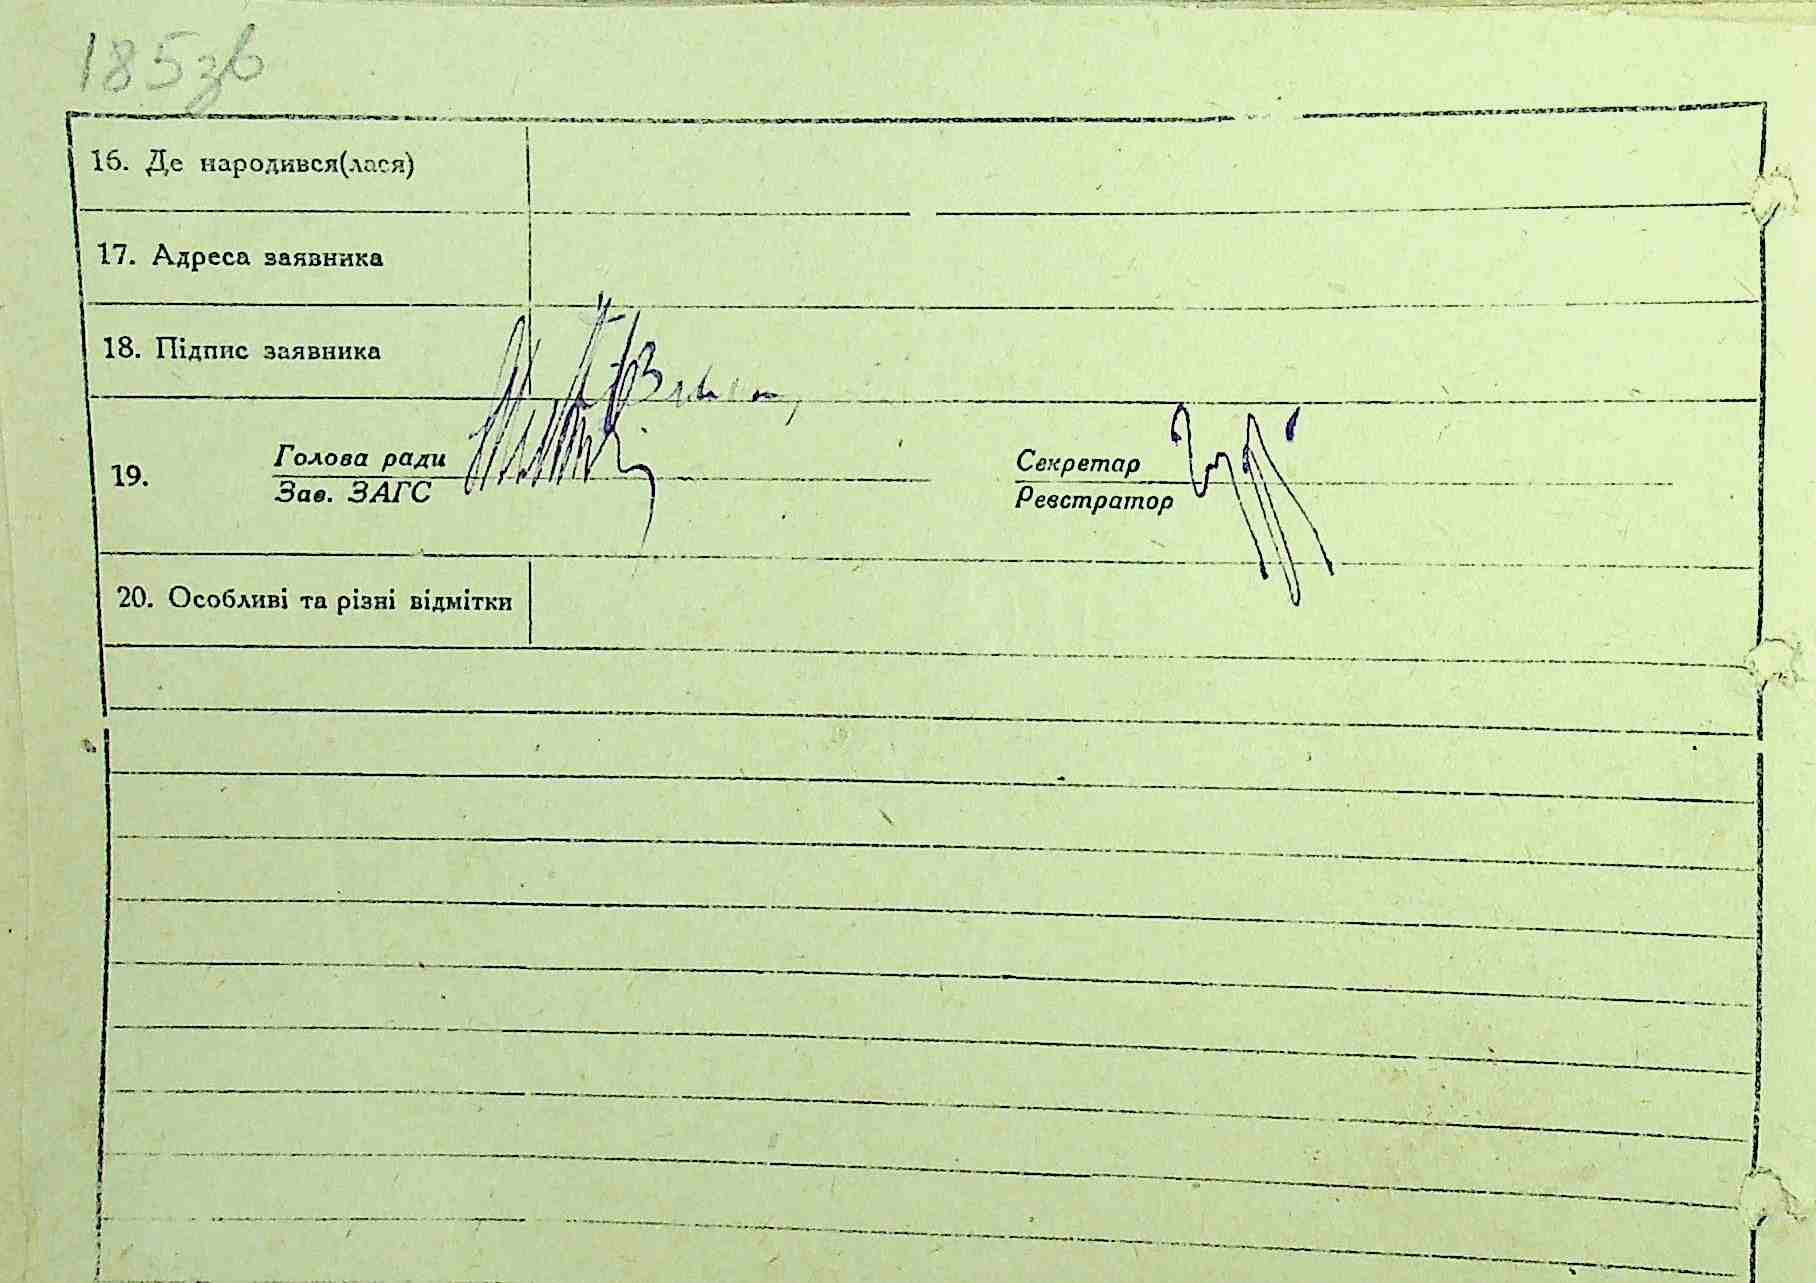 185зв
16. Де народився(лася)
17. Адреса заявника
18. Підпис заявника
19. Голова ради Секретар
Зав. ЗАГС Реєстратор
20. Особливі та різні відмітки